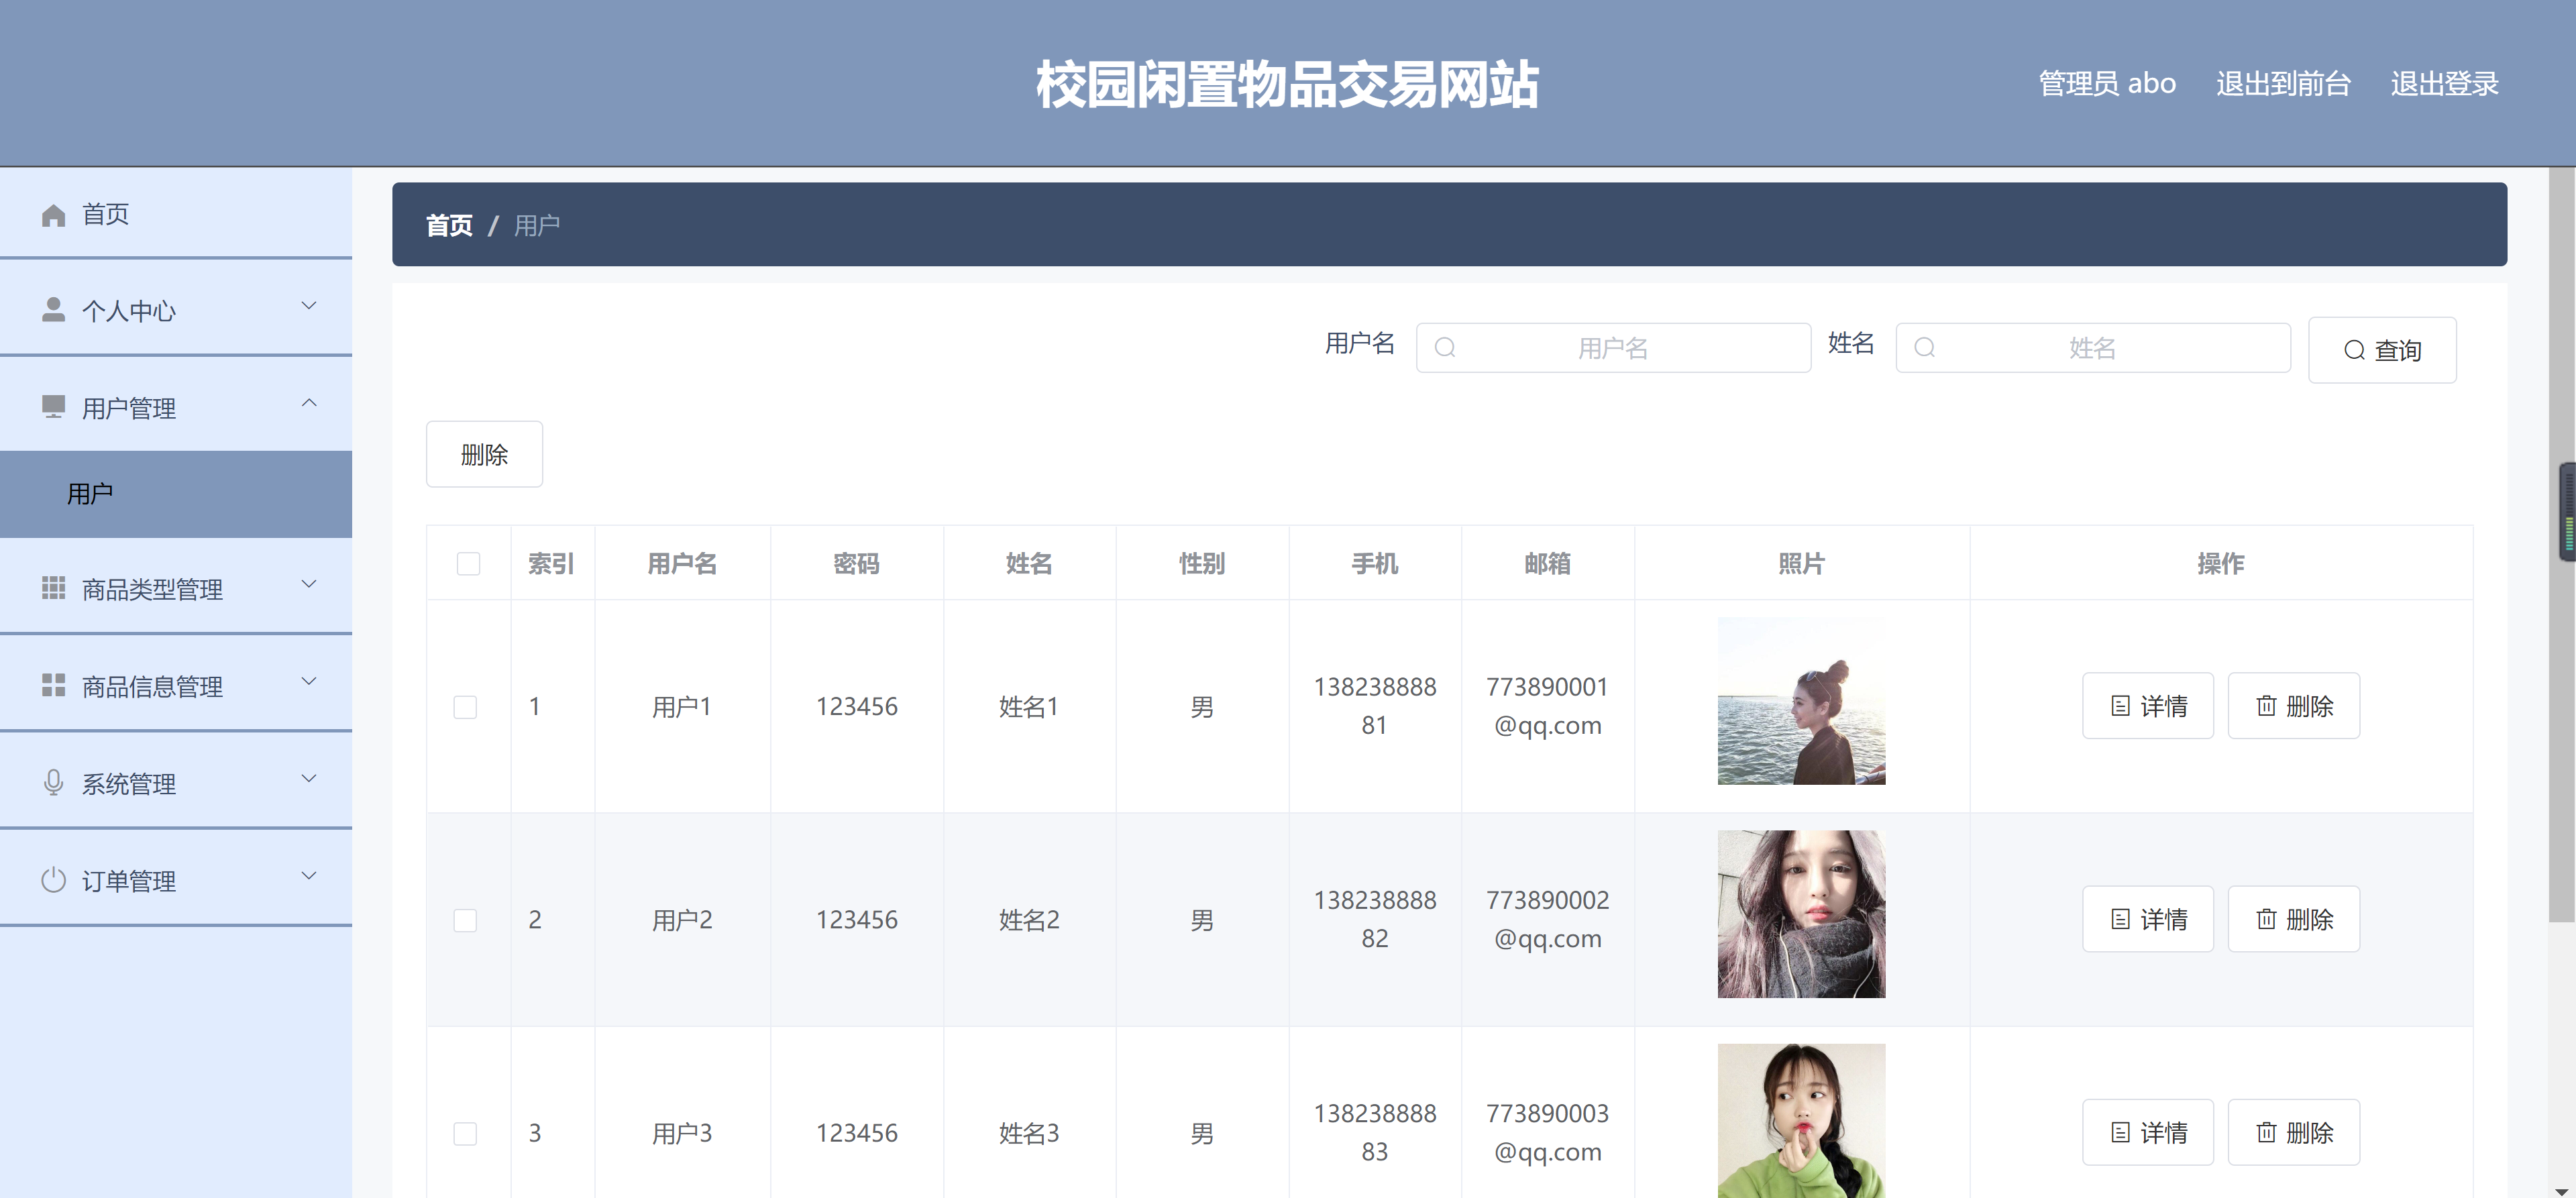 校园闲置物品交易网站
管理员 abo 退出到前台 退出登录
首页
个人中心
用户管理
用户
商品类型管理
商品信息管理
系统管理
订单管理
首页 / 用户
用户名 用户名 姓名 姓名 查询
删除
索引 用户名 密码 姓名 性别 手机 邮箱 照片 操作
1 用户1 123456 姓名1 男 138238888
81 773890001
@qq.com 详情 删除
2 用户2 123456 姓名2 男 138238888
82 773890002
@qq.com 详情 删除
3 用户3 123456 姓名3 男 138238888
83 773890003
@qq.com 详情 删除